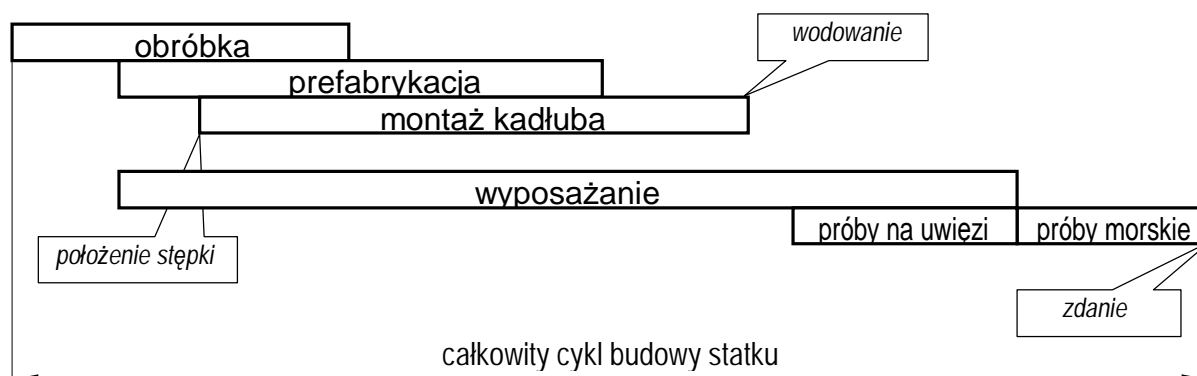 obróbka
wodowanie
prefabrykacja
montaż kadłuba
wyposażanie
próby na uwięzi
próby morskie
położenie stępki
zdanie
całkowity cykl budowy statku